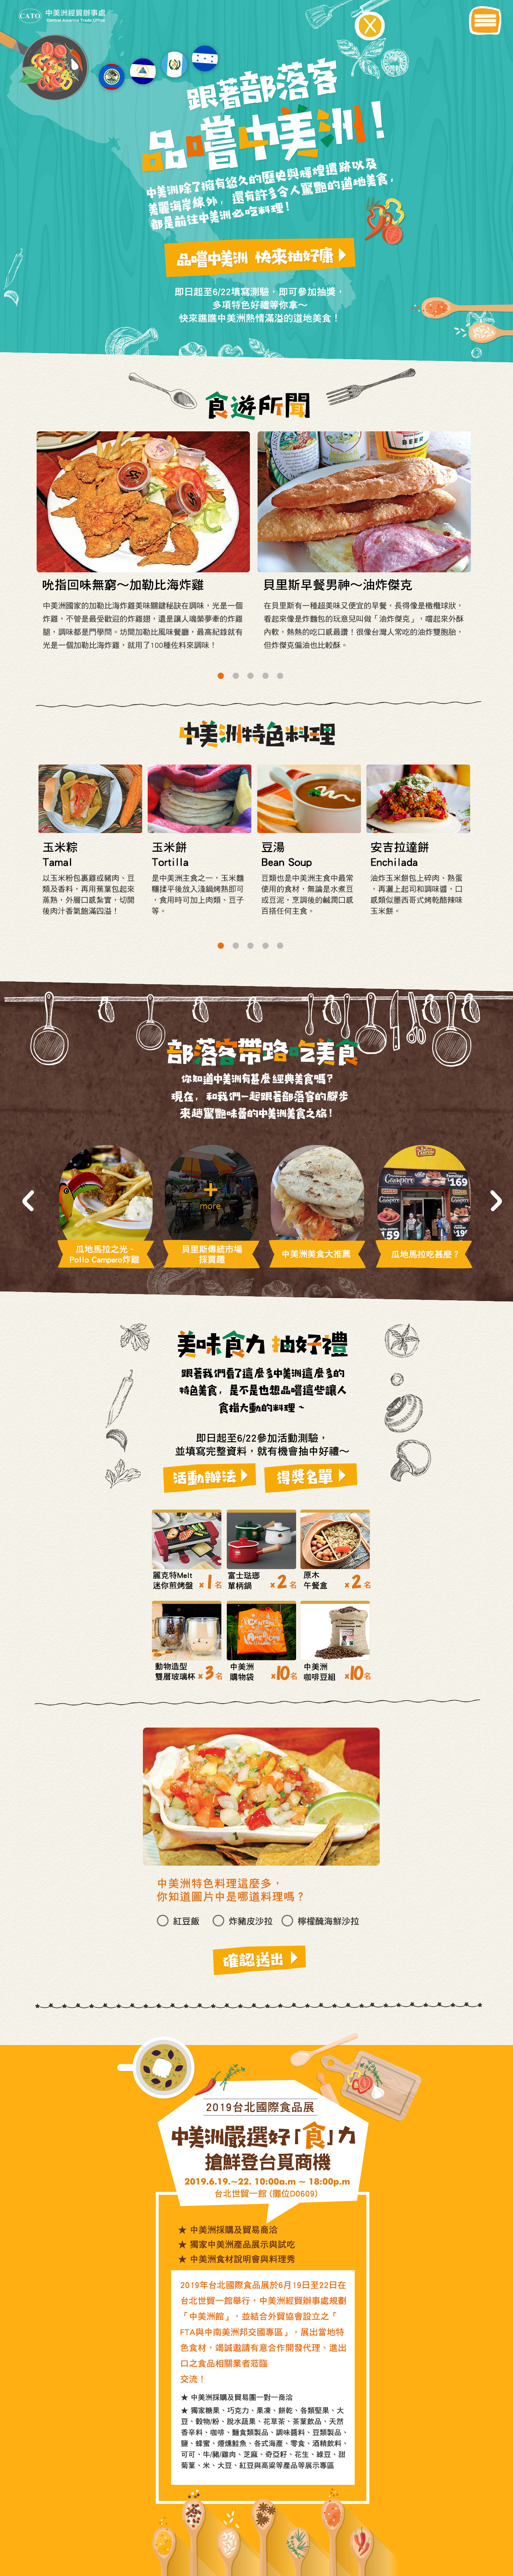 CATO 中美洲經貿辦事處
Central America Trade Office
跟著部落客
品嚐中美洲!
中美洲除了擁有悠久的歷史與輝煌遺跡以及
美麗海岸線外,還有許多令人驚艷的道地美食,
都是前往中美洲必吃料理!
品嚐中美洲 快來抽好康
即日起至6/22填寫測驗,即可參加抽獎,
多項特色好禮等你拿~
快來瞧瞧中美洲熱情滿溢的道地美食!
食遊所聞
BEER
吮指回味無窮~加勒比海炸雞
中美洲國家的加勒比海炸雞美味關鍵秘訣在調味,光是一個
炸雞,不管是最受歡迎的炸雞翅,還是讓人魂縈夢牽的炸雞
腿,調味都是門學問。坊間加勒比風味餐廳,最高紀錄就有
光是一個加勒比海炸雞,就用了100種佐料來調味!
貝里斯早餐男神~油炸傑克
在貝里斯有一種超美味又便宜的早餐,長得像是橄欖球狀,
看起來像是炸麵包的玩意兒叫做「油炸傑克」,嚐起來外酥
內軟,熱熱的吃口感最讚!很像台灣人常吃的油炸雙胞胎,
但炸傑克偏油也比較酥。
中美洲特色料理
玉米粽
Tamal
以玉米粉包裹雞或豬肉、豆
類及香料,再用蕉葉包起來
蒸熟,外層口感紮實,切開
後肉汁香氣飽滿四溢!
玉米餅
Tortilla
是中美洲主食之一,玉米麵
糰揉平後放入淺鍋烤熟即可
,食用時可加上肉類、豆子
等。
豆湯
Bean Soup
豆類也是中美洲主食中最常
使用的食材,無論是水煮豆
或豆泥,烹調後的鹹潤口感
百搭任何主食。
安吉拉達餅
Enchilada
油炸玉米餅包上碎肉、熟蛋
,再灑上起司和調味醬,口
感類似墨西哥式烤乾酪辣味
玉米餅。
部落客帶路 吃美食
你知道中美洲有甚麼經典美食嗎?
現在,和我們一起跟著部落客的腳步
來趟驚艷味蕾的中美洲美食之旅!
+
more
Campero
169
159
瓜地馬拉之光、
Pollo Campero炸雞
貝里斯傳統市場
採買趣
中美洲美食大推薦
瓜地馬拉吃甚麼?
美味食力 抽好禮
跟著我們看了這麼多中美洲這麼多的
特色美食,是不是也想品嚐這些讓人
食指大動的料理~
即日起至6/22參加活動測驗,
並填寫完整資料,就有機會抽中好禮~
活動辦法
得獎名單
麗克特Melt
迷你煎烤盤 x1名
富士琺瑯
單柄鍋 x2名
原木
午餐盒 x2名
動物造型
雙層玻璃杯 x3名
中美洲
購物袋 x10名
中美洲
咖啡豆組 x10名
中美洲特色料理這麼多,
你知道圖片中是哪道料理嗎?
紅豆飯 炸豬皮沙拉 檸檬醃海鮮沙拉
確認送出
2019台北國際食品展
中美洲嚴選好「食」力
搶鮮登台覓商機
2019.6.19.~22. 10:00a.m ~ 18:00p.m
台北世貿一館 (攤位D0609)
★ 中美洲採購及貿易商洽
★ 獨家中美洲產品展示與試吃
★ 中美洲食材說明會與料理秀
2019年台北國際食品展於6月19日至22日在
台北世貿一館舉行,中美洲經貿辦事處規劃
「中美洲館」,並結合外貿協會設立之「
FTA與中南美洲邦交國專區」,展出當地特
色食材,竭誠邀請有意合作開發代理、進出
口之食品相關業者蒞臨
交流!
★ 中美洲採購及貿易團一對一商洽
★ 獨家糖果、巧克力、果凍、餅乾、各類堅果、大
豆、穀物/粉、脫水蔬果、花草茶、茶葉飲品、天然
香辛料、咖啡、麵食類製品、調味醬料、豆類製品、
鹽、蜂蜜、煙燻鮭魚、各式海產、零食、酒精飲料、
可可、牛/豬/雞肉、芝麻、奇亞籽、花生、綠豆、甜
菊葉、米、大豆、紅豆與高粱等產品等展示專區